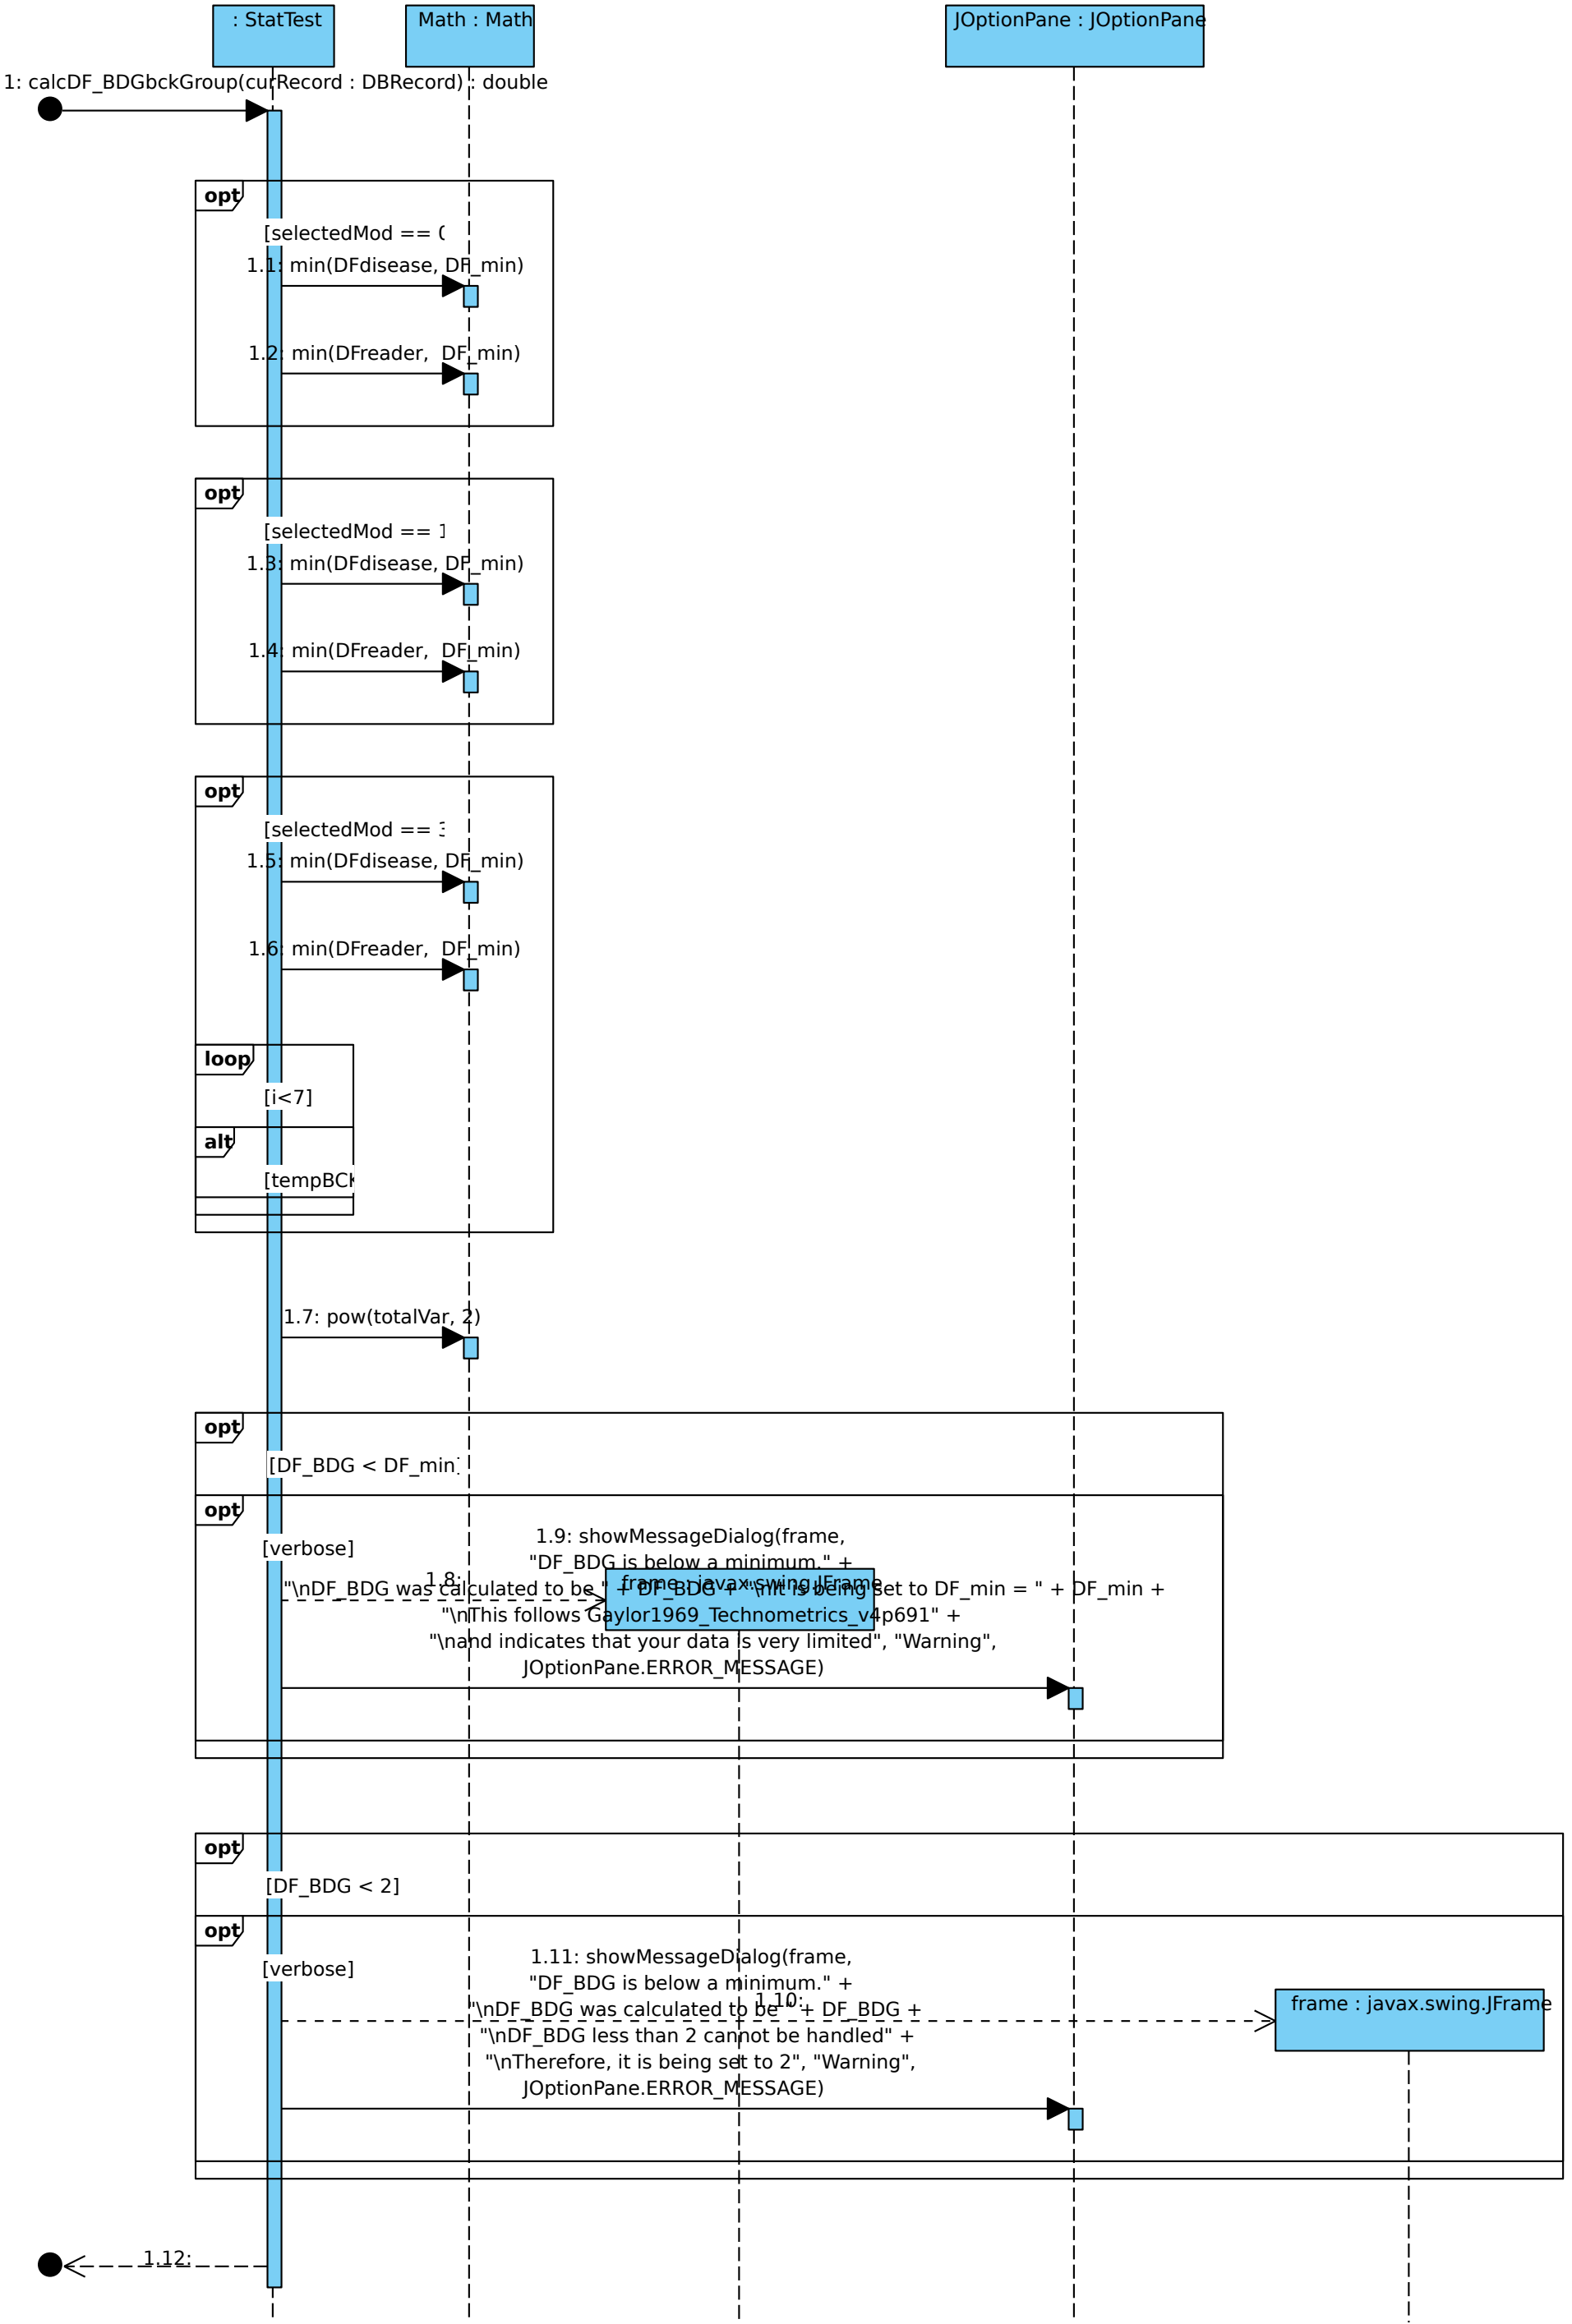 : StatTest
Math : Math
JOptionPane : JOptionPane
1: calcDF_BDGbckGroup(curRecord : DBRecord) : double
opt
[selectedMod == 0
1.1: min(DFdisease, DF_min)
1.2: min(DFreader,  DF_min)
opt
[selectedMod == 1
1.3: min(DFdisease, DF_min)
1.4: min(DFreader,  DF_min)
opt
[selectedMod == 3
1.5: min(DFdisease, DF_min)
1.6: min(DFreader,  DF_min)
loop
[i<7]
alt
[tempBCK
1.7: pow(totalVar, 2)
opt
[DF_BDG < DF_min]
opt
[verbose]
1.9: showMessageDialog(frame,
"DF_BDG is below a minimum." +
1.8:
frame : javax.swing.JFrame
"\nDF_BDG was calculated to be " + DF_BDG + "\nIt is being set to DF_min = " + DF_min +
"\nThis follows Gaylor1969_Technometrics_v4p691" +
"\nand indicates that your data is very limited", "Warning",
JOptionPane.ERROR_MESSAGE)
opt
[DF_BDG < 2]
opt
[verbose]
1.11: showMessageDialog(frame,
"DF_BDG is below a minimum." +
1.10:
frame : javax.swing.JFrame
"\nDF_BDG was calculated to be " + DF_BDG +
"\nDF_BDG less than 2 cannot be handled" +
"\nTherefore, it is being set to 2", "Warning",
JOptionPane.ERROR_MESSAGE)
1.12: